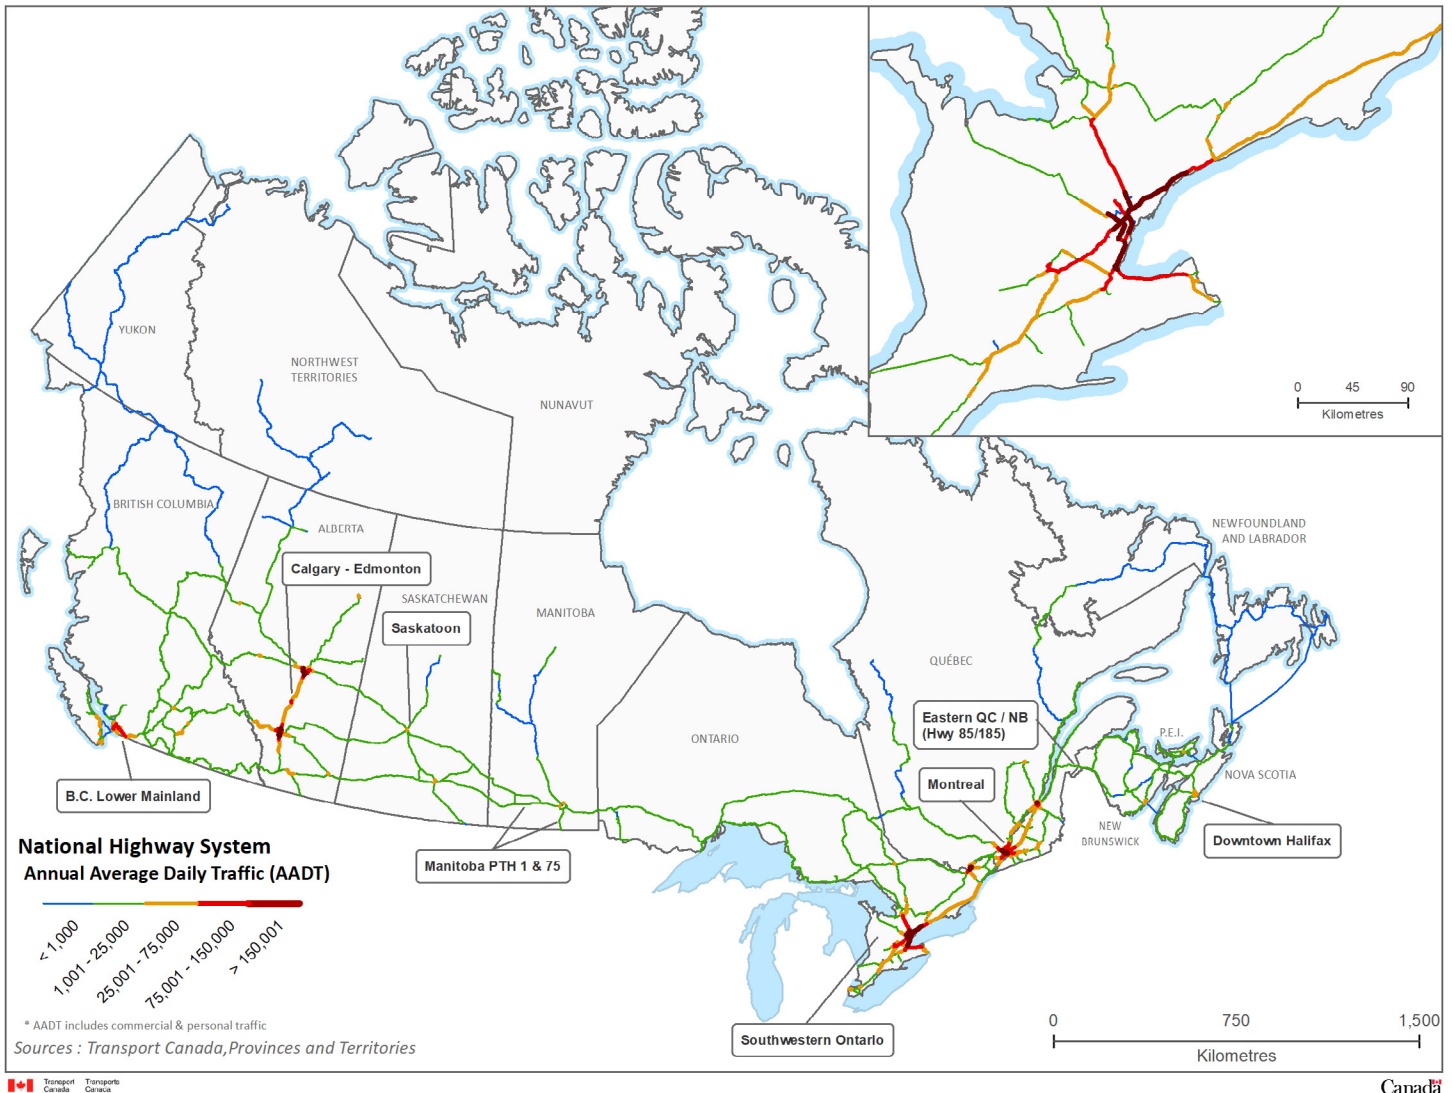 0 45 90
Kilometres
YUKON
NORTHWEST
TERRITORIES
NUNAVUT
BRITISH COLUMBIA
ALBERTA
NEWFOUNDLAND
AND LABRADOR
Calgary - Edmonton
SASKATCHEWAN
MANITOBA
Saskatoon
QUÉBEC
Eastern QC / NB
(Hwy 85/185)
P.E.I.
ONTARIO
NOVA SCOTIA
Montreal
B.C. Lower Mainland
NEW
BRUNSWICK
Downtown Halifax
National Highway System
Annual Average Daily Traffic (AADT)
Manitoba PTH 1 & 75
< 1,000
1,001 - 25,000
25,001 - 75,000
75,001 - 150,000
> 150,001
* AADT includes commercial & personal traffic
Sources : Transport Canada,Provinces and Territories
Southwestern Ontario
0 750 1,500
Kilometres
Transport Transports
Canada Canada
Canada